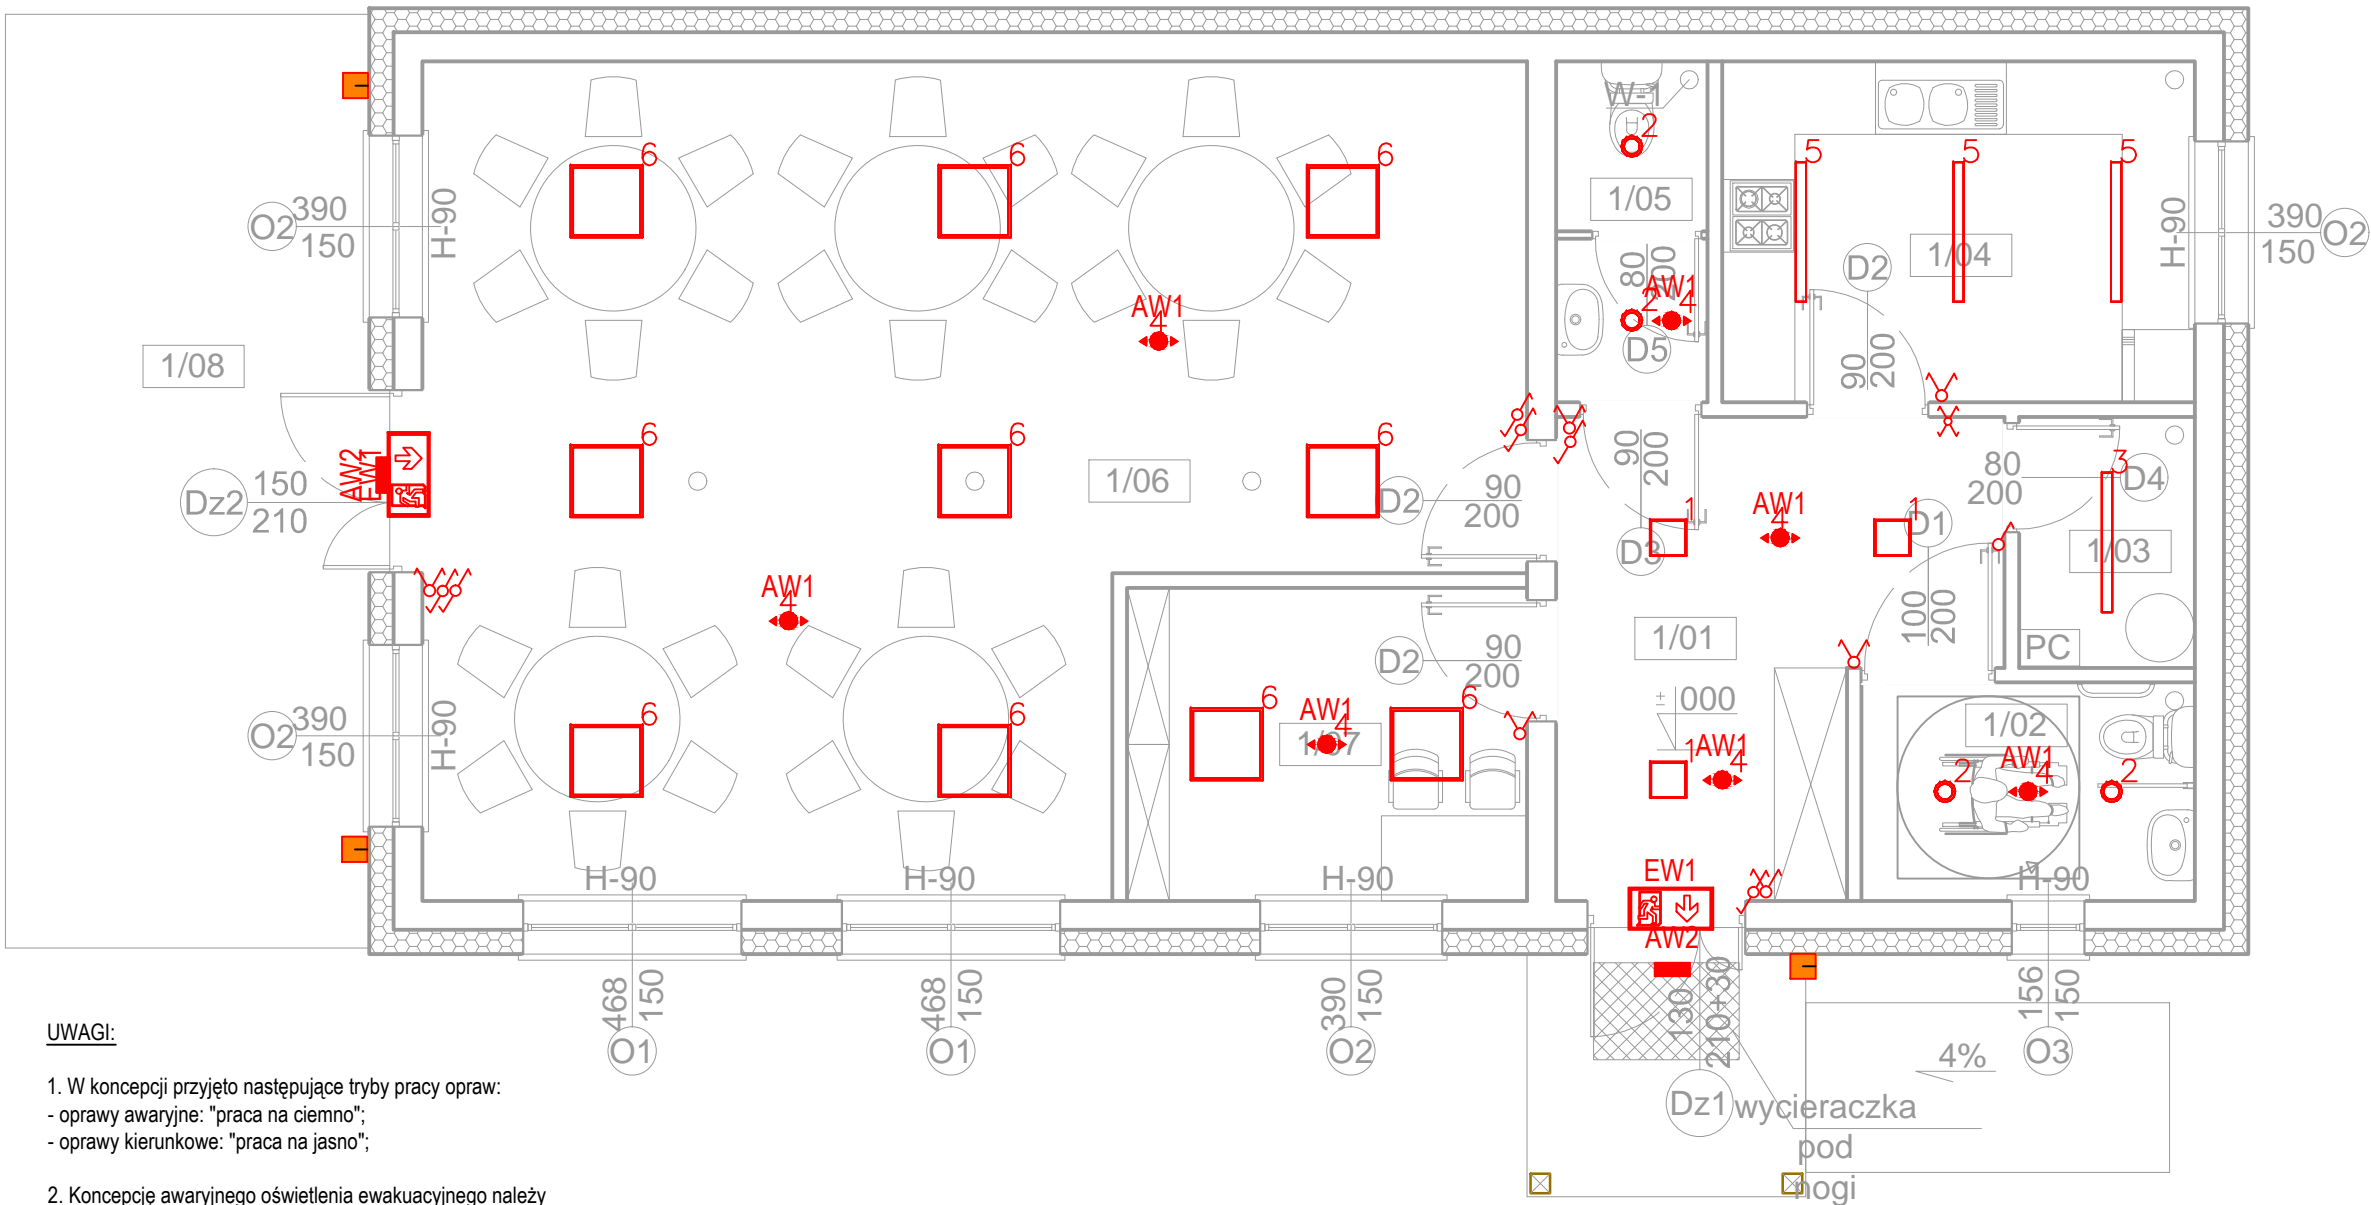 W-1
2
6
6
6
5
5
5
1/05
1/04
O2
390
150
H-90
H-90
390
150
O2
80
200
D2
AW1
4
2
AW1
4
D5
1/08
90
200
6
6
6
AW2
EW1
Dz2
150
210
1/06
D2
90
200
90
200
D3
1
AW1
4
1
D1
80
200
3
D4
1/03
AW1
4
D2
90
200
1/01
100
200
PC
O2
390
150
H-90
6
6
6
AW1
4
6
1/07
± 000
1
AW1
4
1/02
2
AW1
4
2
H-90
H-90
H-90
EW1
AW2
H-90
468
150
468
150
390
150
130
210+30
156
150
O1
O1
O2
4%
O3
Dz1
wycieraczka
pod
nogi
UWAGI:
1. W koncepcji przyjęto następujące tryby pracy opraw:
- oprawy awaryjne: "praca na ciemno";
- oprawy kierunkowe: "praca na jasno";
2. Koncepcję awaryjnego oświetlenia ewakuacyjnego należy